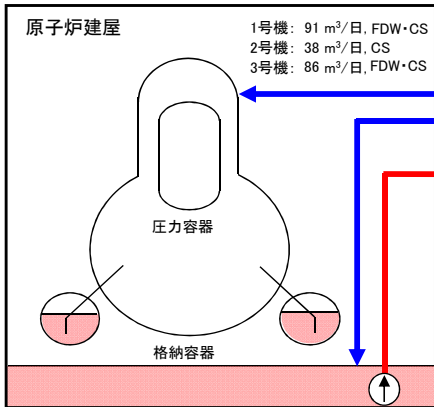 原子炉建屋
1号機: 91 m³/日, FDW・CS
2号機: 38 m³/日, CS
3号機: 86 m³/日, FDW・CS
圧力容器
格納容器